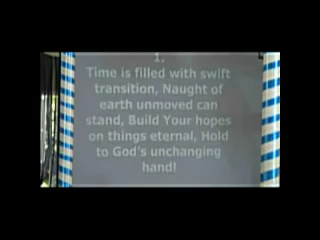 1.
Time is filled with swift
transition, Naught of
earth unmoved can
stand, Build Your hopes
on things eternal, Hold
to God's unchanging
hand!